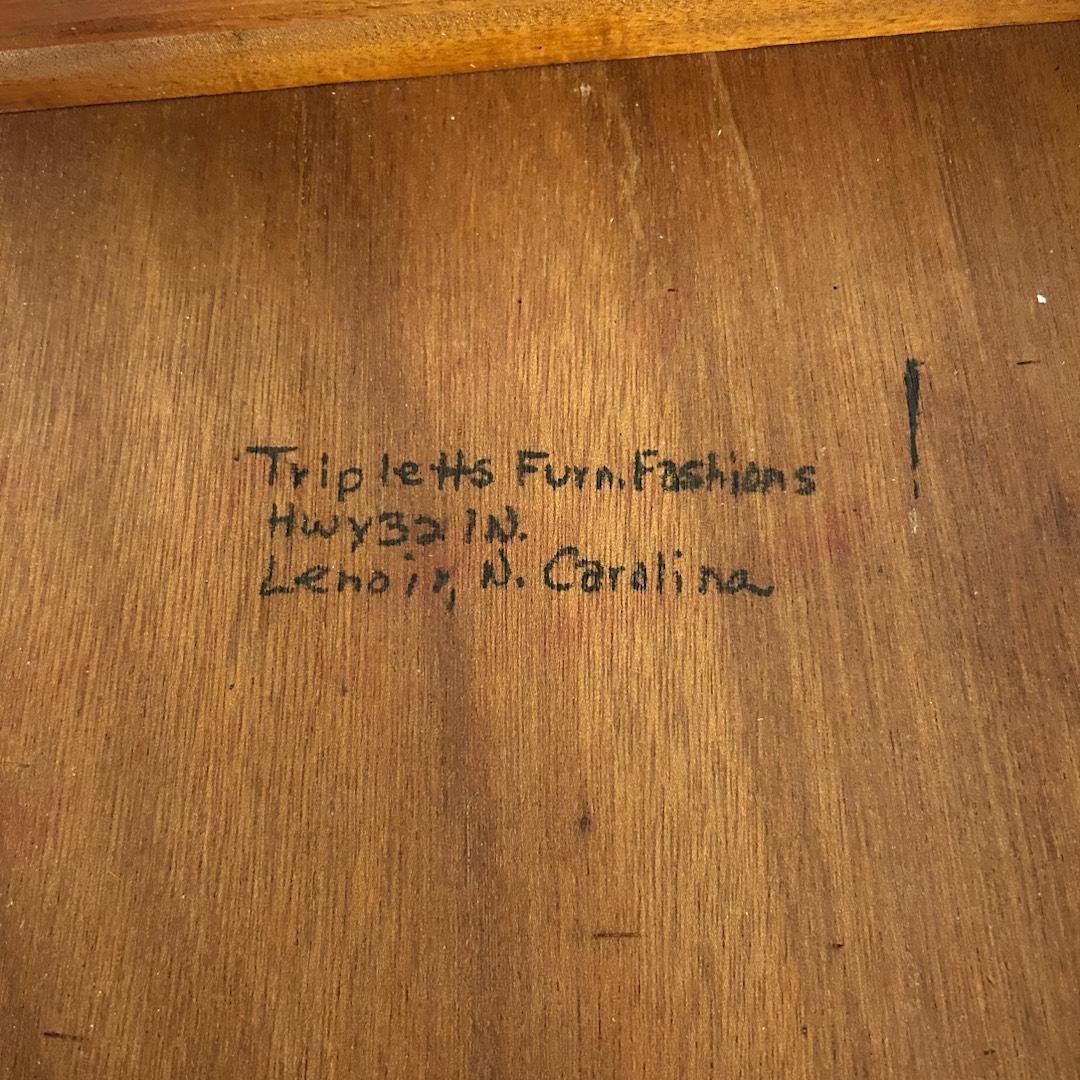 Tripletts Furn. Fashions
Hwy 321 N.
Lenoir, N. Carolina